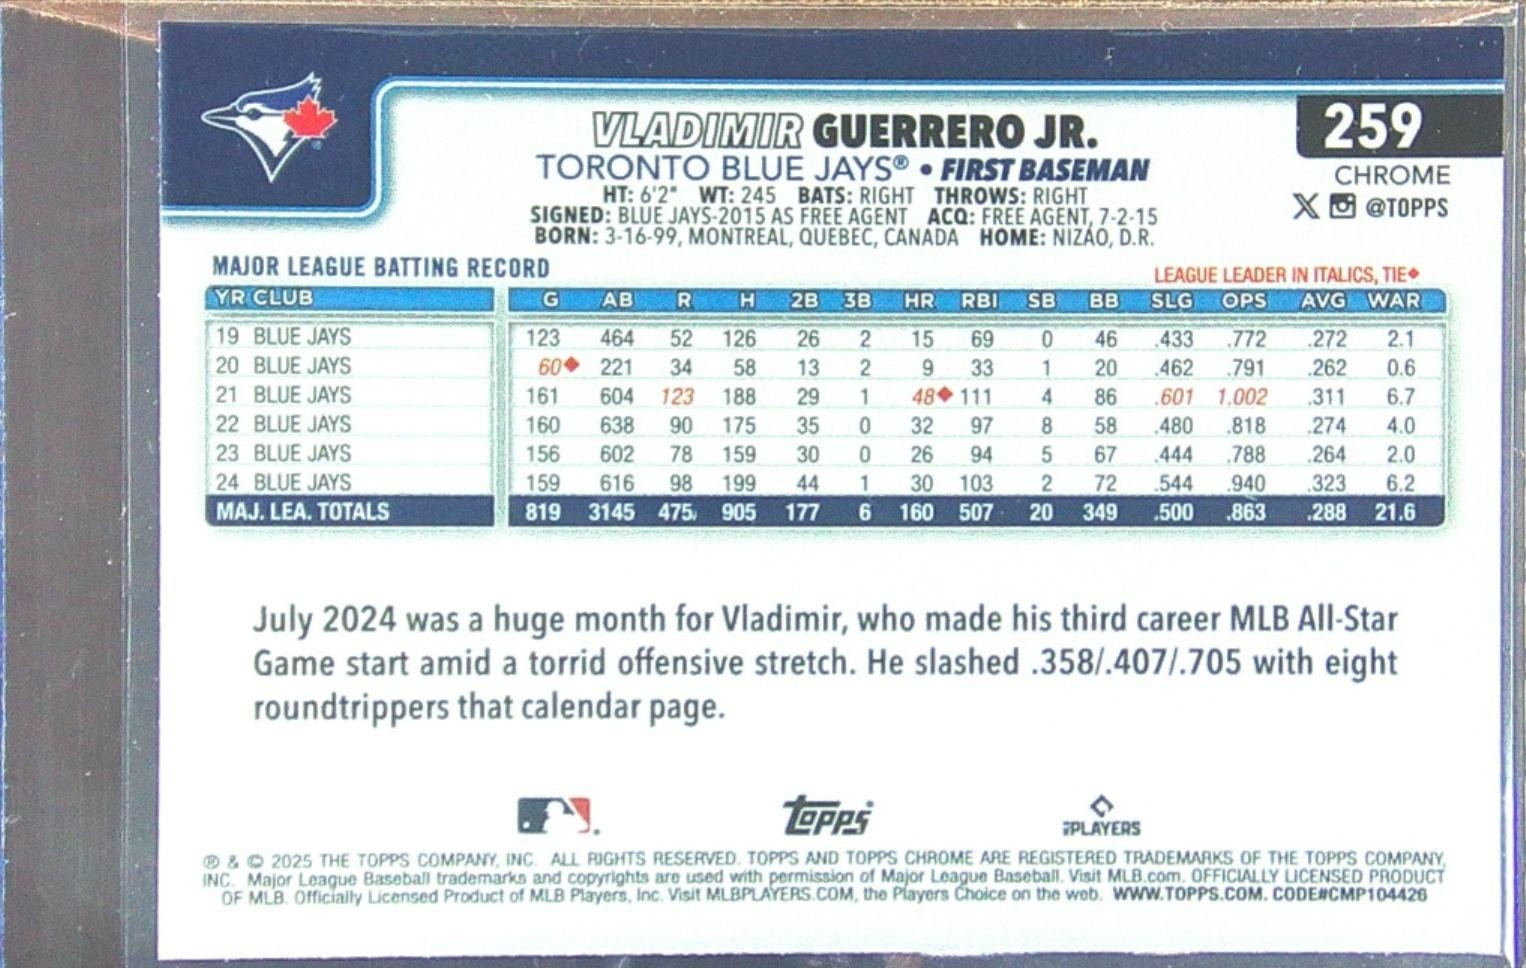 VLADIMIR GUERRERO JR.
259
TORONTO BLUE JAYS® • FIRST BASEMAN
CHROME
HT: 6'2" WT: 245 BATS: RIGHT THROWS: RIGHT
SIGNED: BLUE JAYS-2015 AS FREE AGENT ACQ: FREE AGENT, 7-2-15
X @TOPPS
BORN: 3-16-99, MONTREAL, QUEBEC, CANADA HOME: NIZAO, D.R.
MAJOR LEAGUE BATTING RECORD
LEAGUE LEADER IN ITALICS, TIE◆
YR CLUB G AB R H 2B 3B HR RBI SB BB SLG OPS AVG WAR
19 BLUE JAYS 123 464 52 126 26 2 15 69 0 46 .433 .772 .272 2.1
20 BLUE JAYS 60◆ 221 34 58 13 2 9 33 1 20 .462 .791 .262 0.6
21 BLUE JAYS 161 604 123 188 29 1 48◆ 111 4 86 .601 1.002 .311 6.7
22 BLUE JAYS 160 638 90 175 35 0 32 97 8 58 .480 .818 .274 4.0
23 BLUE JAYS 156 602 78 159 30 0 26 94 5 67 .444 .788 .264 2.0
24 BLUE JAYS 159 616 98 199 44 1 30 103 2 72 .544 .940 .323 6.2
MAJ. LEA. TOTALS 819 3145 475 905 177 6 160 507 20 349 .500 .863 .288 21.6
July 2024 was a huge month for Vladimir, who made his third career MLB All-Star
Game start amid a torrid offensive stretch. He slashed .358/.407/.705 with eight
roundtrippers that calendar page.
Topps
PLAYERS
® & © 2025 THE TOPPS COMPANY, INC. ALL RIGHTS RESERVED. TOPPS AND TOPPS CHROME ARE REGISTERED TRADEMARKS OF THE TOPPS COMPANY,
INC. Major League Baseball trademarks and copyrights are used with permission of Major League Baseball. Visit MLB.com. OFFICIALLY LICENSED PRODUCT
OF MLB. Officially Licensed Product of MLB Players, Inc. Visit MLBPLAYERS.COM, the Players Choice on the web. WWW.TOPPS.COM. CODE#CMP104426